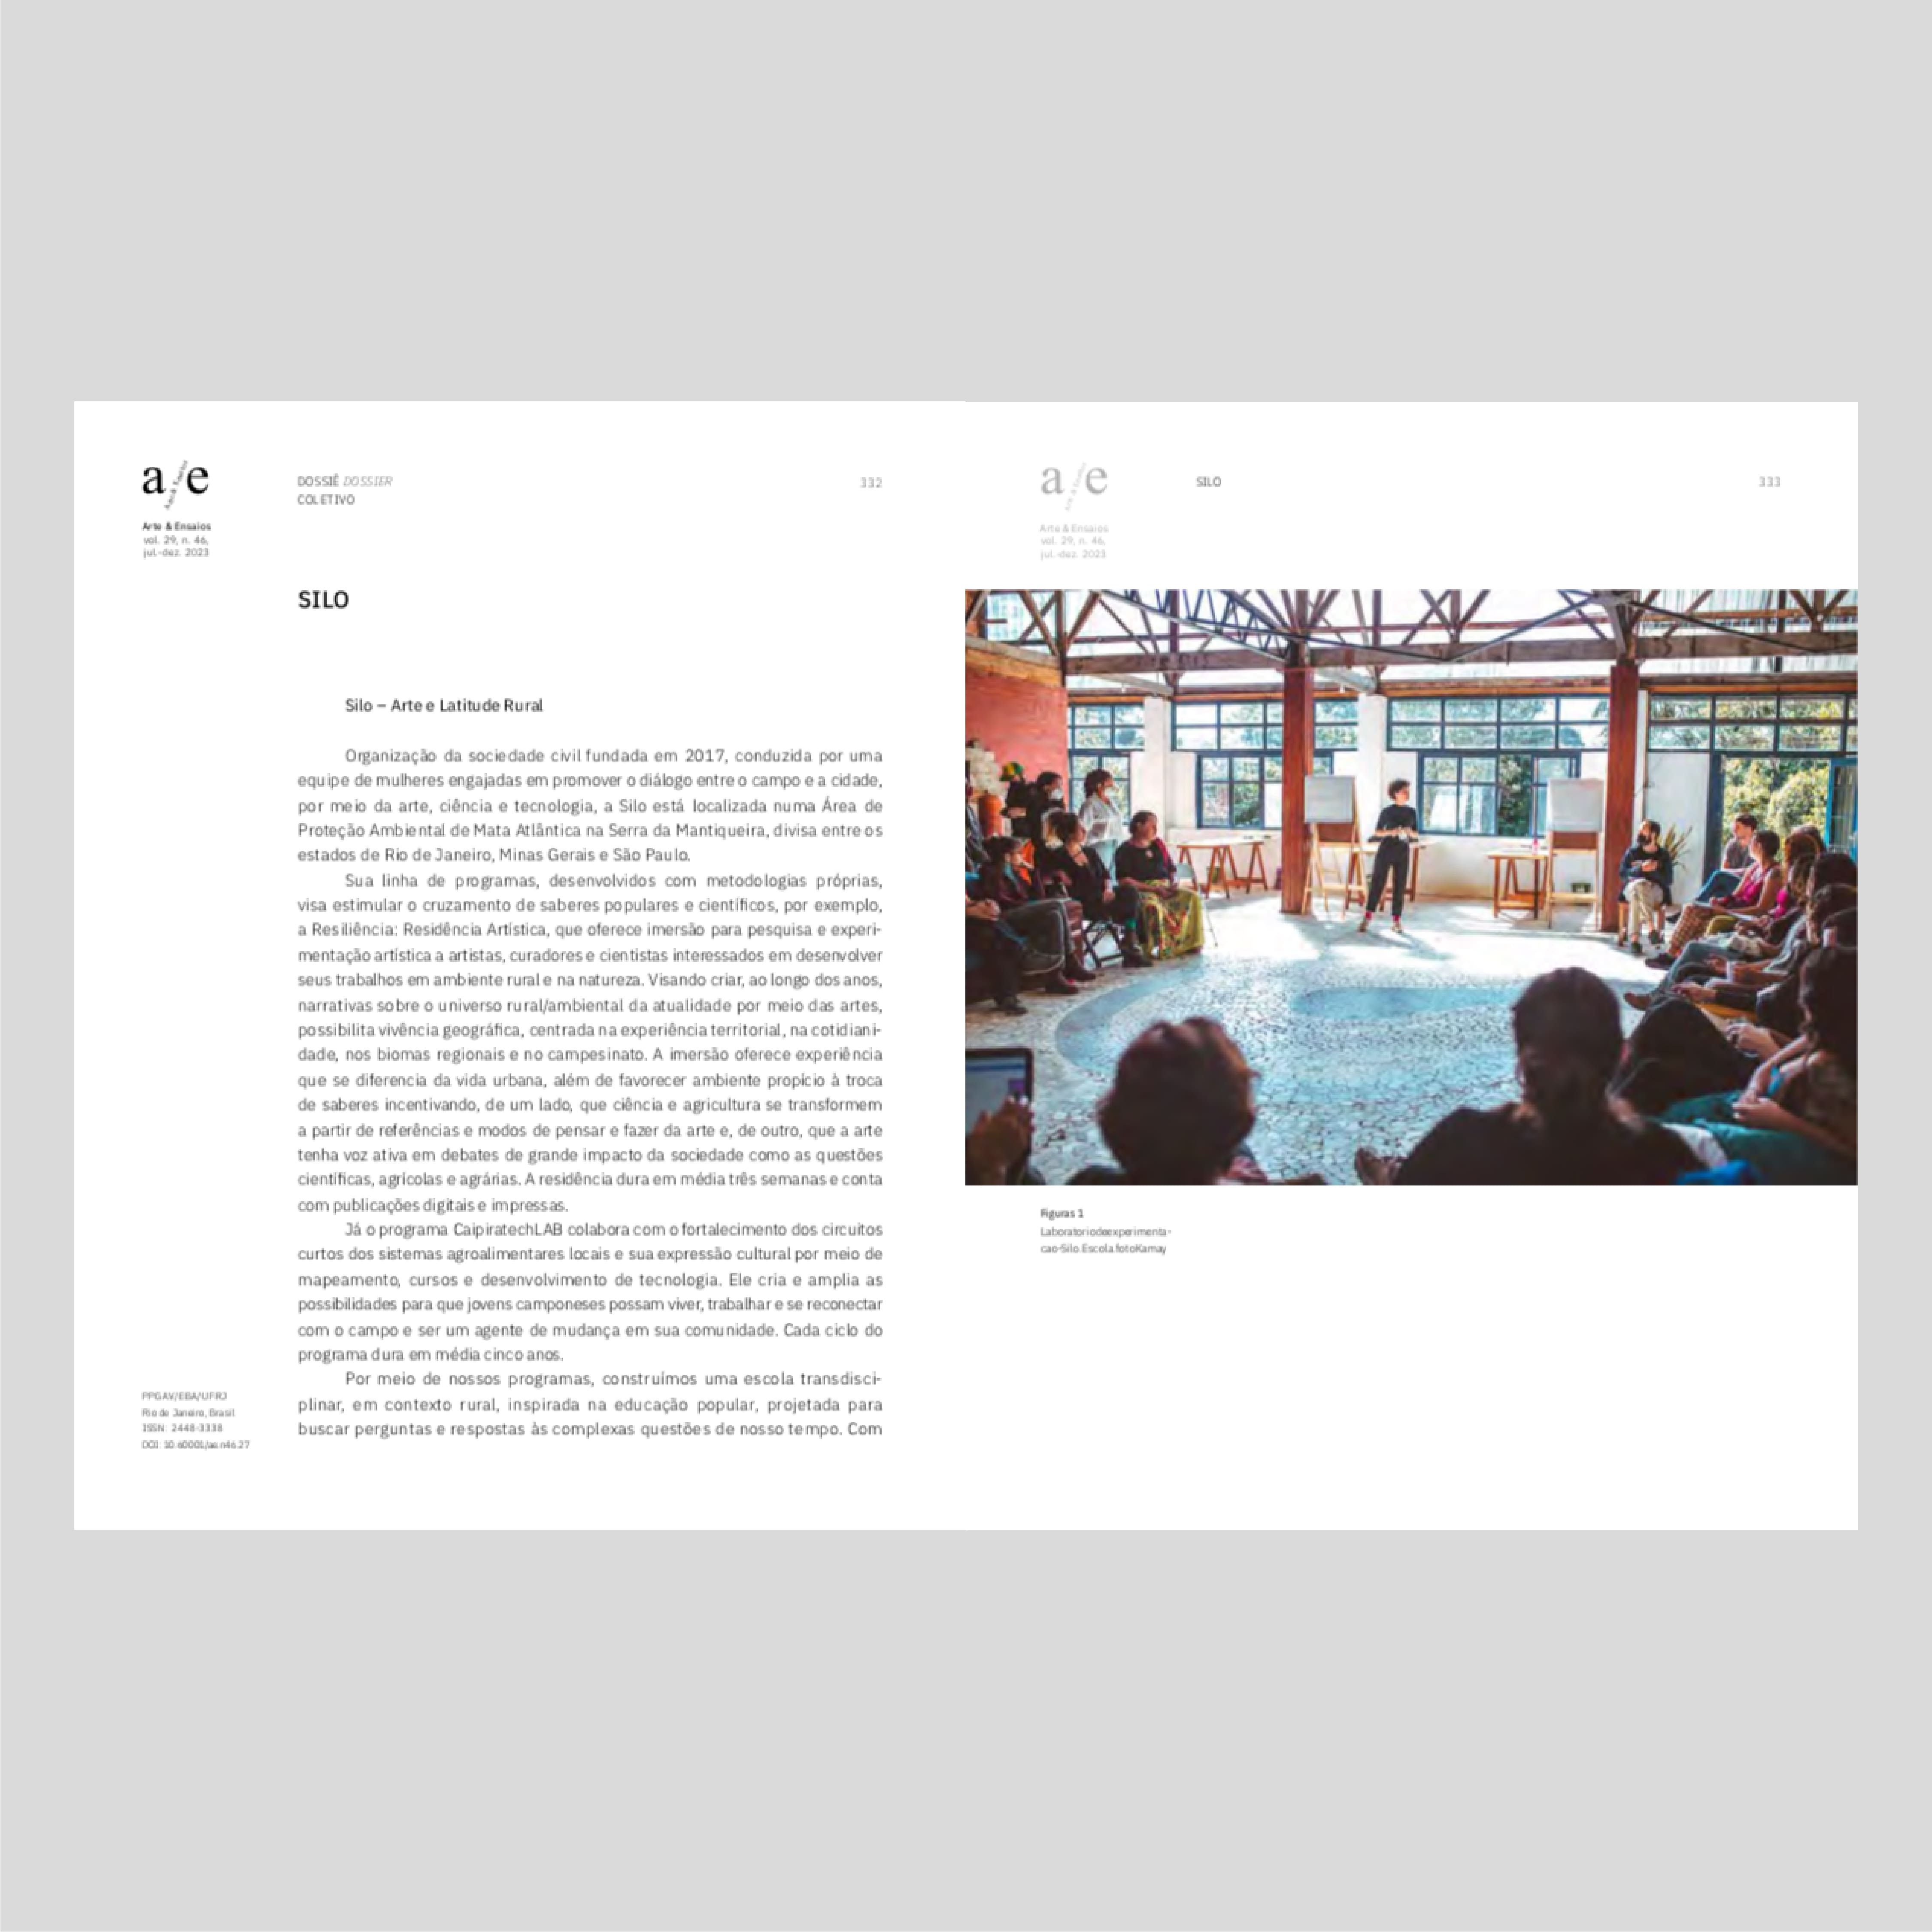 a/e
Arte & Ensaios
Arte & Ensaios
vol. 29, n. 46,
jul.-dez. 2023
DOSSIÊ DOSSIER
COLETIVO
332
SILO
Silo – Arte e Latitude Rural
Organização da sociedade civil fundada em 2017, conduzida por uma
equipe de mulheres engajadas em promover o diálogo entre o campo e a cidade,
por meio da arte, ciência e tecnologia, a Silo está localizada numa Área de
Proteção Ambiental de Mata Atlântica na Serra da Mantiqueira, divisa entre os
estados de Rio de Janeiro, Minas Gerais e São Paulo.
Sua linha de programas, desenvolvidos com metodologias próprias,
visa estimular o cruzamento de saberes populares e científicos, por exemplo,
a Resiliência: Residência Artística, que oferece imersão para pesquisa e experi-
mentação artística a artistas, curadores e cientistas interessados em desenvolver
seus trabalhos em ambiente rural e na natureza. Visando criar, ao longo dos anos,
narrativas sobre o universo rural/ambiental da atualidade por meio das artes,
possibilita vivência geográfica, centrada na experiência territorial, na cotidiani-
dade, nos biomas regionais e no campesinato. A imersão oferece experiência
que se diferencia da vida urbana, além de favorecer ambiente propício à troca
de saberes incentivando, de um lado, que ciência e agricultura se transformem
a partir de referências e modos de pensar e fazer da arte e, de outro, que a arte
tenha voz ativa em debates de grande impacto da sociedade como as questões
científicas, agrícolas e agrárias. A residência dura em média três semanas e conta
com publicações digitais e impressas.
Já o programa CaipiratechLAB colabora com o fortalecimento dos circuitos
curtos dos sistemas agroalimentares locais e sua expressão cultural por meio de
mapeamento, cursos e desenvolvimento de tecnologia. Ele cria e amplia as
possibilidades para que jovens camponeses possam viver, trabalhar e se reconectar
com o campo e ser um agente de mudança em sua comunidade. Cada ciclo do
programa dura em média cinco anos.
Por meio de nossos programas, construímos uma escola transdisci-
plinar, em contexto rural, inspirada na educação popular, projetada para
buscar perguntas e respostas às complexas questões de nosso tempo. Com
PPGAV/EBA/UFRJ
Rio de Janeiro, Brasil
ISSN: 2448-3338
DOI: 10.60001/ae.n46.27
a/e
Arte & Ensaios
Arte & Ensaios
vol. 29, n. 46,
jul.-dez. 2023
SILO
333
Figuras 1
Laboratoriodeexperimenta-
cao-Silo.Escola.fotoKamay